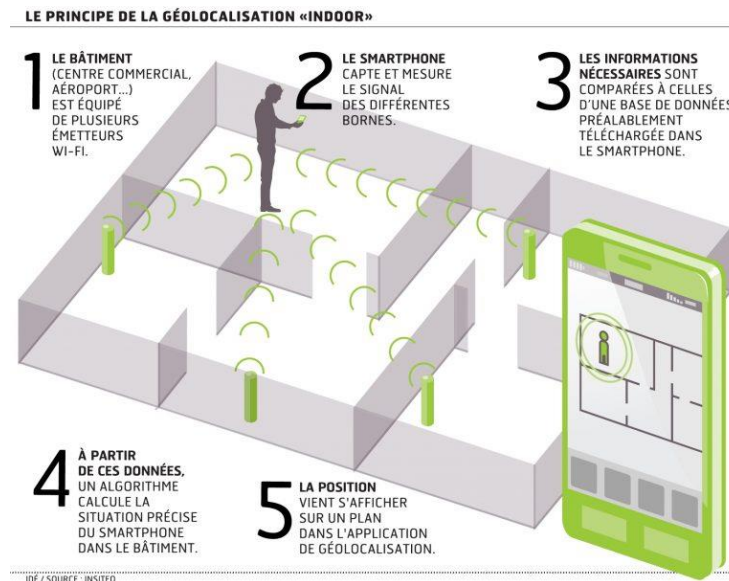 LE PRINCIPE DE LA GÉOLOCALISATION «INDOOR»
1
LE BÂTIMENT
(CENTRE COMMERCIAL,
AÉROPORT...)
EST ÉQUIPÉ
DE PLUSIEURS
ÉMETTEURS
WI-FI.
2
LE SMARTPHONE
CAPTE ET MESURE
LE SIGNAL
DES DIFFÉRENTES
BORNES.
3
LES INFORMATIONS
NÉCESSAIRES SONT
COMPARÉES À CELLES
D'UNE BASE DE DONNÉES
PRÉALABLEMENT
TÉLÉCHARGÉE DANS
LE SMARTPHONE.
4
À PARTIR
DE CES DONNÉES,
UN ALGORITHME
CALCULE LA
SITUATION PRÉCISE
DU SMARTPHONE
DANS LE BÂTIMENT.
5
LA POSITION
VIENT S'AFFICHER
SUR UN PLAN
DANS L'APPLICATION
DE GÉOLOCALISATION.
IDÉ / SOURCE : INSITEO